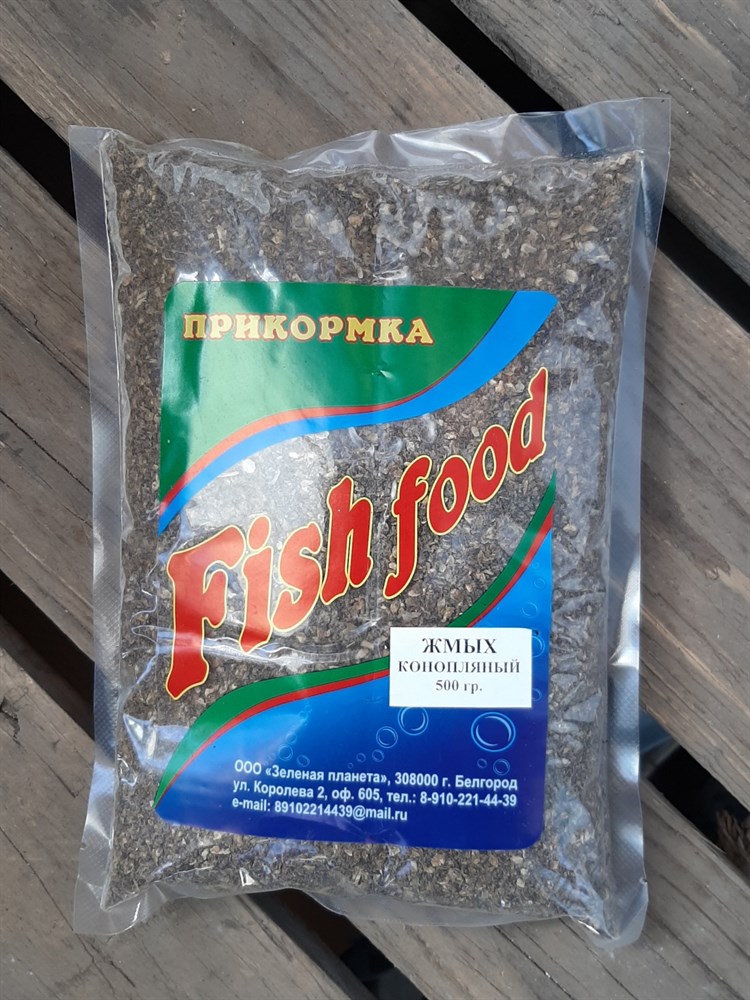 ПРИКОРМКА
Fish food
ЖМЫХ
КОНОПЛЯНЫЙ
500 гр.
ООО «Зеленая планета», 308000 г. Белгород
ул. Королева 2, оф. 605, тел.: 8-910-221-44-39
e-mail: 89102214439@mail.ru